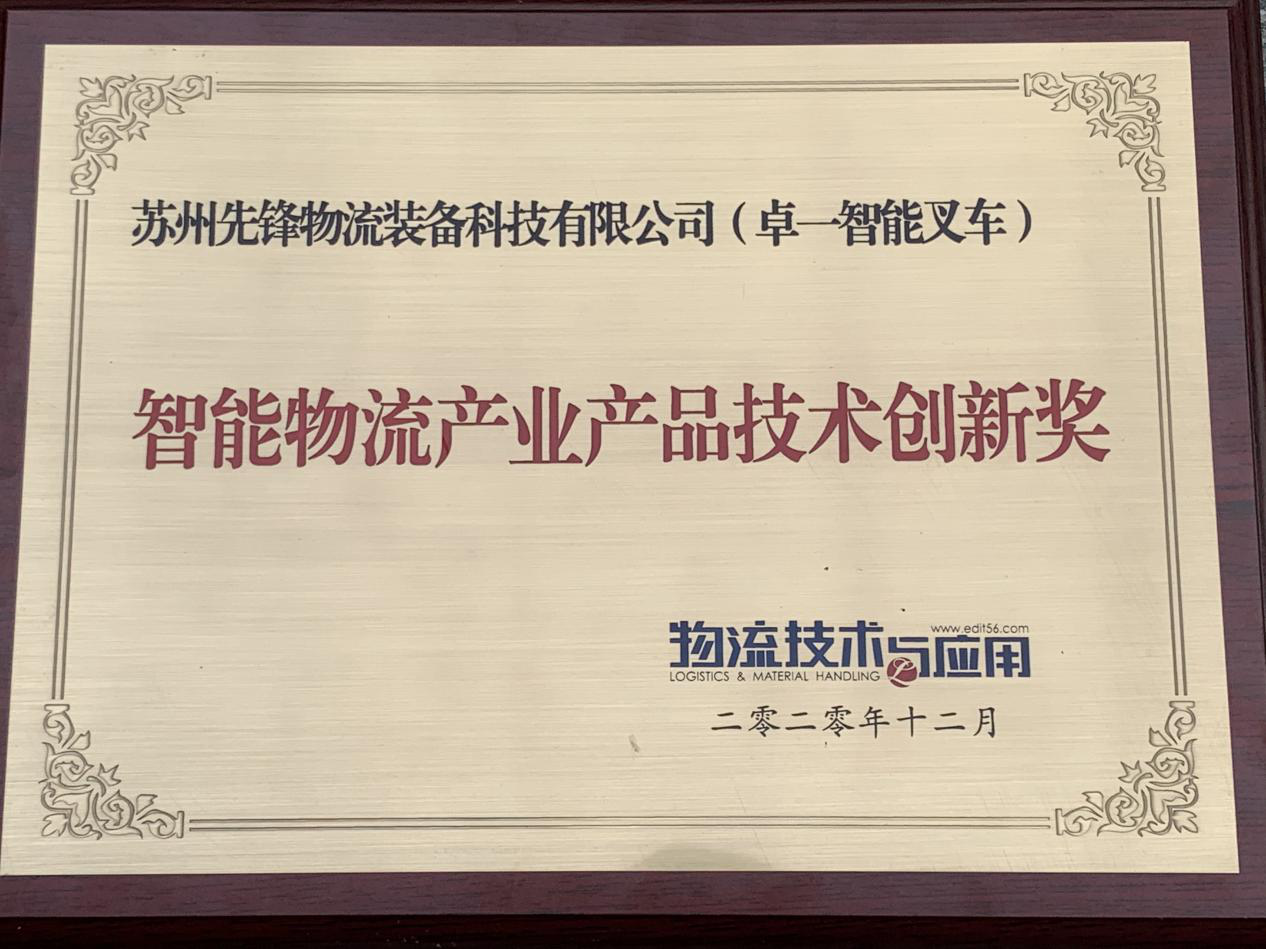 苏州先锋物流装备科技有限公司（卓一智能叉车）
智能物流产业产品技术创新奖
www.edit56.com
物流技术与应用
LOGISTICS & MATERIAL HANDLING
二零二零年十二月